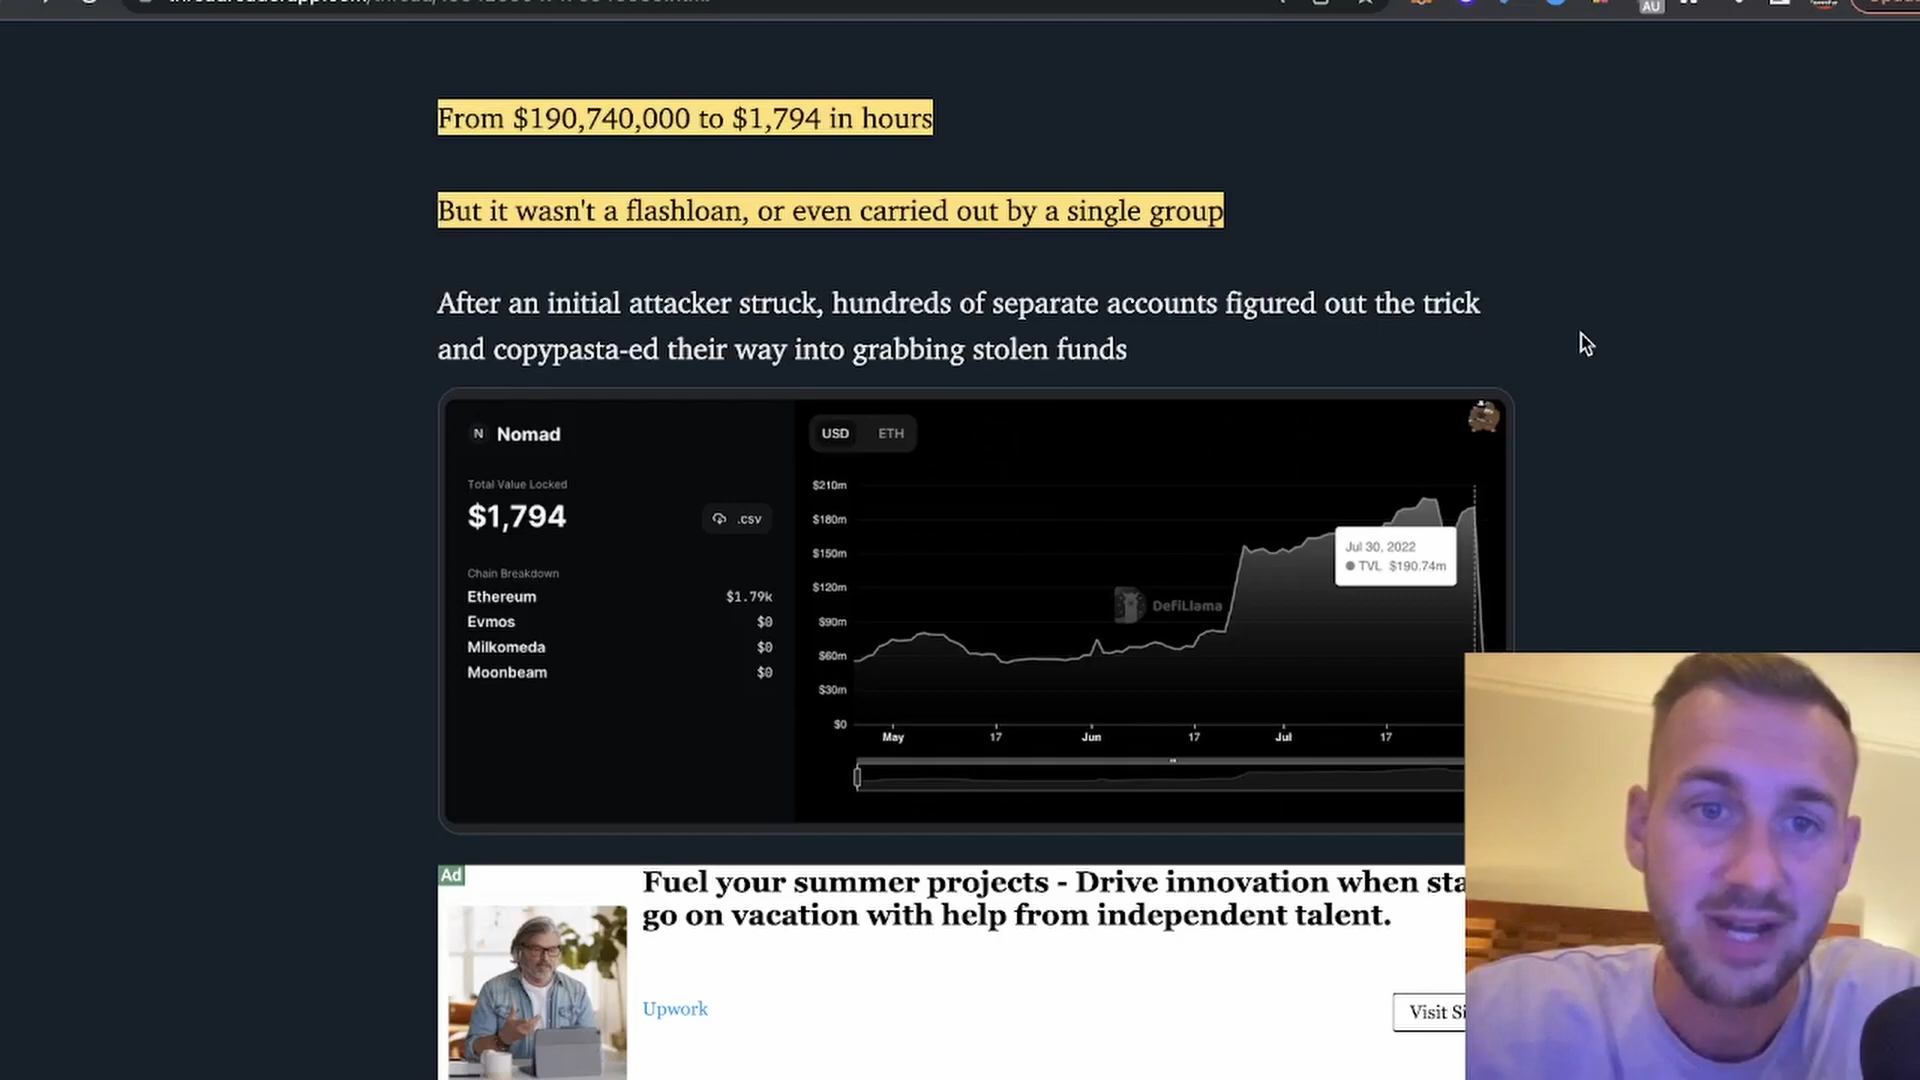 AU
From $190,740,000 to $1,794 in hours
But it wasn't a flashloan, or even carried out by a single group
After an initial attacker struck, hundreds of separate accounts figured out the trick
and copypasta-ed their way into grabbing stolen funds
N Nomad
Total Value Locked
$1,794
.csv
Chain Breakdown
Ethereum $1.79k
Evmos $0
Milkomeda $0
Moonbeam $0
USD ETH
$210m
$180m
$150m
$120m
$90m
$60m
$30m
$0
Jul 30, 2022
TVL $190.74m
DefiLlama
May 17 Jun 17 Jul 17
Ad
Fuel your summer projects - Drive innovation when sta
go on vacation with help from independent talent.
Upwork
Visit Si